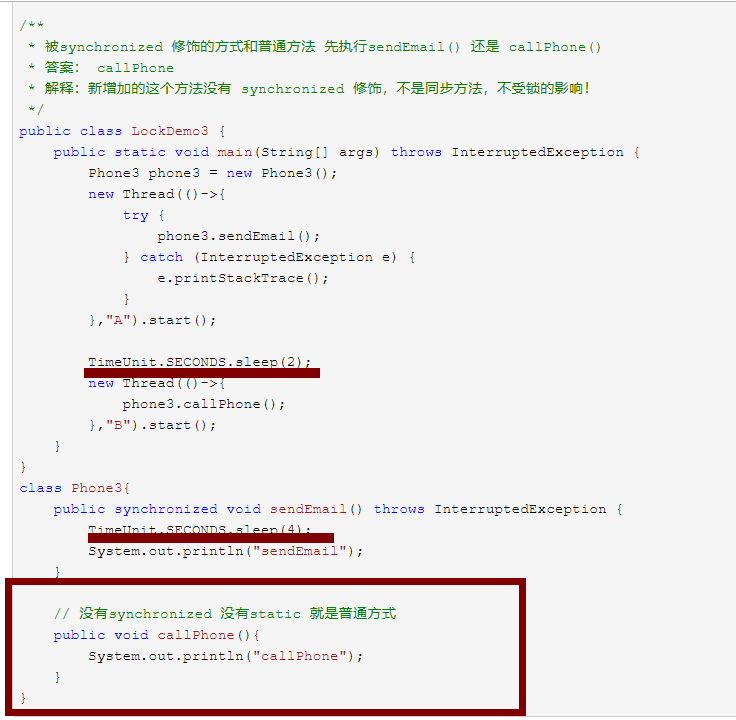 /**
 * 被synchronized 修饰的方式和普通方法 先执行sendEmail() 还是 callPhone()
 * 答案： callPhone
 * 解释：新增加的这个方法没有 synchronized 修饰，不是同步方法，不受锁的影响！
 */
public class LockDemo3 {
    public static void main(String[] args) throws InterruptedException {
        Phone3 phone3 = new Phone3();
        new Thread(()->{
            try {
                phone3.sendEmail();
            } catch (InterruptedException e) {
                e.printStackTrace();
            }
        },"A").start();

        TimeUnit.SECONDS.sleep(2);
        new Thread(()->{
            phone3.callPhone();
        },"B").start();
    }
}
class Phone3{
    public synchronized void sendEmail() throws InterruptedException {
        TimeUnit.SECONDS.sleep(4);
        System.out.println("sendEmail");
    }

    // 没有synchronized 没有static 就是普通方式
    public void callPhone(){
        System.out.println("callPhone");
    }
}